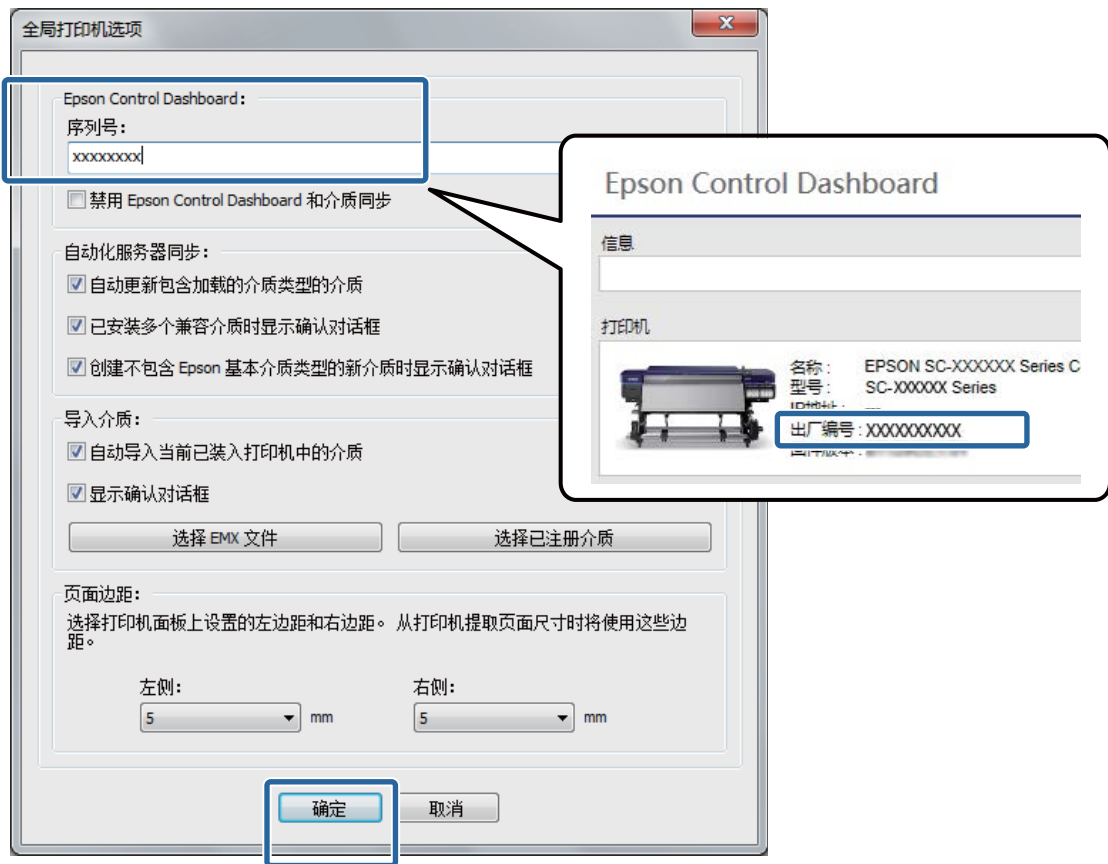 全局打印机选项
Epson Control Dashboard:
序列号:
xxxxxxxx
禁用 Epson Control Dashboard 和介质同步
自动化服务器同步:
自动更新包含加载的介质类型的介质
已安装多个兼容介质时显示确认对话框
创建不包含 Epson 基本介质类型的新介质时显示确认对话框
导入介质:
自动导入当前已装入打印机中的介质
显示确认对话框
选择 EMX 文件
选择已注册介质
页面边距:
选择打印机面板上设置的左边距和右边距。 从打印机提取页面尺寸时将使用这些边
距。
左侧:
右侧:
5 mm
5 mm
确定
取消
Epson Control Dashboard
信息
打印机
名称: EPSON SC-XXXXXX Series C
型号: SC-XXXXXX Series
出厂编号: XXXXXXXXXX